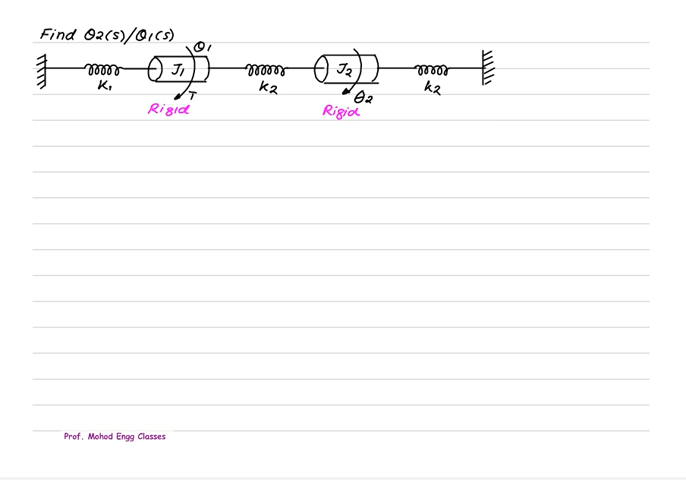 Find θ2(s)/θ1(s)
θ1
J1
J2
K1
T
K2
θ2
K2
Rigid
Rigid
Prof. Mohod Engg Classes